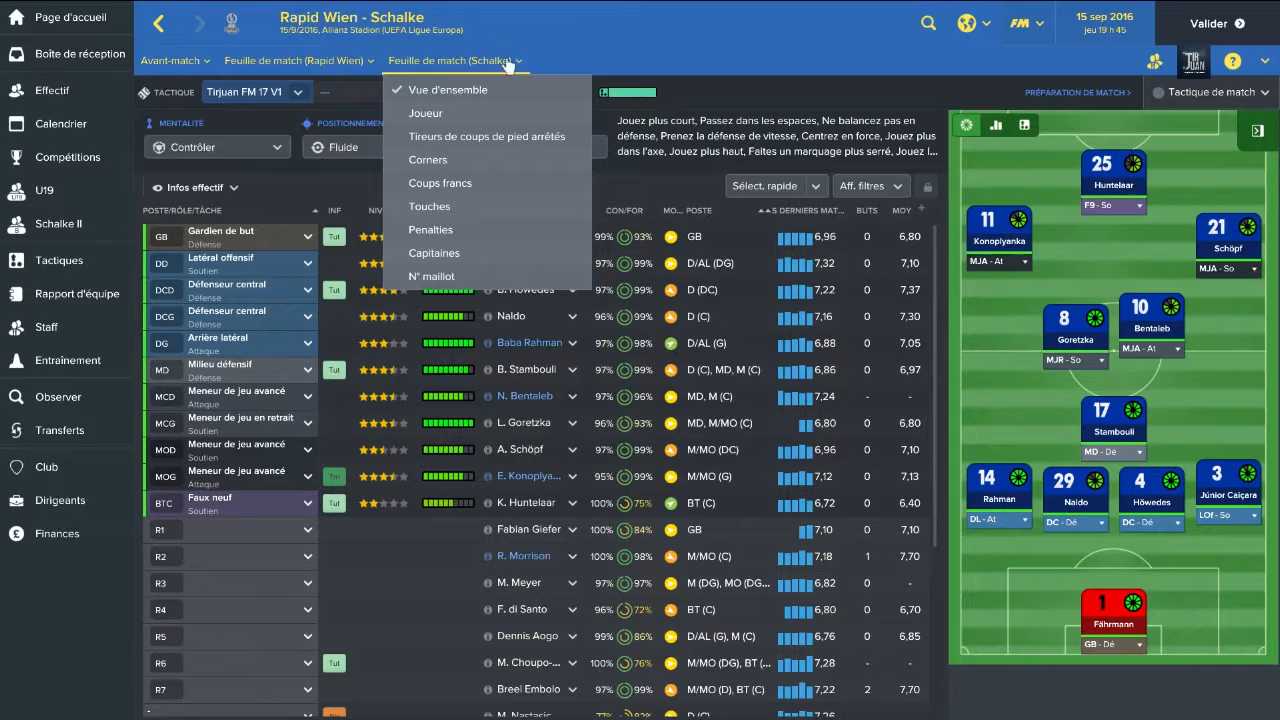 Page d'accueil
Boîte de réception
Effectif
Calendrier
Compétitions
U19
U19
Schalke II
Tactiques
Rapport d'équipe
Staff
Entraînement
Observer
Transferts
Club
Dirigeants
Finances
Rapid Wien - Schalke
15/9/2016, Allianz Stadion (UEFA Ligue Europa)
FM
15 sep 2016
jeu 19 h 45
Valider
Avant-match
Feuille de match (Rapid Wien)
Feuille de match (Schalke)
TIR JUAN
?
TACTIQUE
Tirjuan FM 17 V1
---
PRÉPARATION DE MATCH >
Tactique de match
MENTALITÉ
Contrôler
POSITIONNEMEN
Fluide
Jouez plus court, Passez dans les espaces, Ne balancez pas en
défense, Prenez la défense de vitesse, Centrez en force, Jouez plus
dans l'axe, Jouez plus haut, Faites un marquage plus serré, Jouez l...
Vue d'ensemble
Joueur
Tireurs de coups de pied arrêtés
Corners
Coups francs
Touches
Penalties
Capitaines
N° maillot
Infos effectif
Sélect. rapide
Aff. filtres
POSTE/RÔLE/TÂCHE INF NIV CON/FOR MO... POSTE 5 DERNIERS MAT... BUTS MOY +
GB Gardien de but
Défense
Tut 99% 93% GB 6,96 0 6,80
DD Latéral offensif
Soutien
97% 99% D/AL (DG) 7,32 0 7,10
DCD Défenseur central
Défense
Tut B. Höwedes 97% 99% D (DC) 7,22 0 7,37
DCG Défenseur central
Défense
Naldo 96% 99% D (C) 7,16 0 7,30
DG Arrière latéral
Attaque
Baba Rahman 97% 98% D/AL (G) 6,88 0 7,05
MD Milieu défensif
Défense
Tut B. Stambouli 97% 99% D (C), MD, M (C) 6,86 0 6,97
MCD Meneur de jeu avancé
Attaque
N. Bentaleb 97% 96% MD, M (C) 7,24 - -
MCG Meneur de jeu en retrait
Soutien
L. Goretzka 96% 93% MD, M/MO (C) 6,80 0 6,80
MOD Meneur de jeu avancé
Soutien
A. Schöpf 97% 99% M/MO (DC) 6,96 0 7,10
MOG Meneur de jeu avancé
Attaque
E. Konoplya... 95% 97% M/MO (G) 7,12 0 7,13
BTC Faux neuf
Soutien
Tut K. Huntelaar 100% 75% BT (C) 6,72 0 6,40
R1 Fabian Giefer 100% 84% GB 7,10 0 7,10
R2 R. Morrison 100% 98% M/MO (C) 7,18 1 7,70
R3 M. Meyer 97% 97% M (DG), MO (DG... 6,82 0 -
R4 F. di Santo 96% 72% BT (C) 6,80 0 6,70
R5 Dennis Aogo 99% 86% D/AL (G), M (C) 6,76 0 6,85
R6 Tut M. Choupo-... 100% 76% M/MO (DG), BT (... 7,28 - -
R7 Breel Embolo 97% 99% M/MO (D), BT (C) 7,22 2 7,70
M. Nastasic
25
Huntelaar
F9 - So
11
Konoplyanka
MJA - At
21
Schöpf
MJA - So
8
Goretzka
MJR - So
10
Bentaleb
MJA - At
17
Stambouli
MD - Dé
14
Rahman
DL - At
29
Naldo
DC - Dé
4
Höwedes
DC - Dé
3
Júnior Caiçara
LOf - So
1
Fährmann
GB - Dé